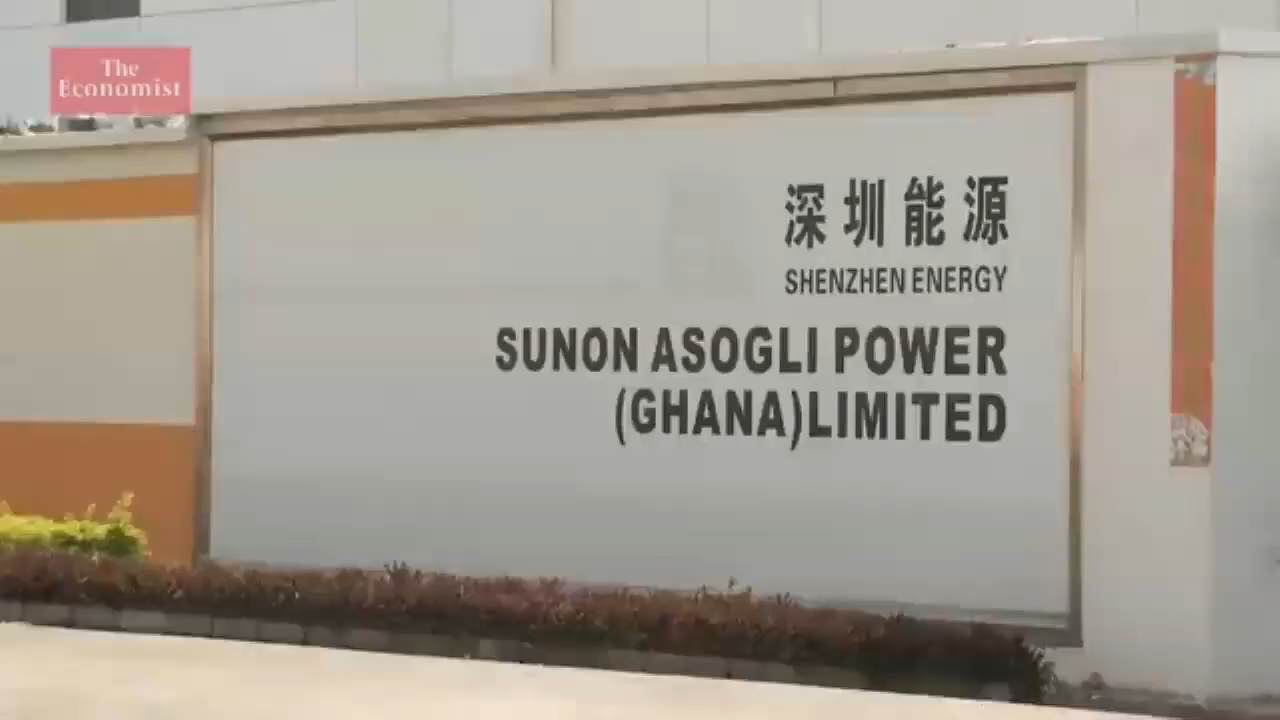 The
Economist
深圳能源
SHENZHEN ENERGY
SUNON ASOGLI POWER
(GHANA)LIMITED